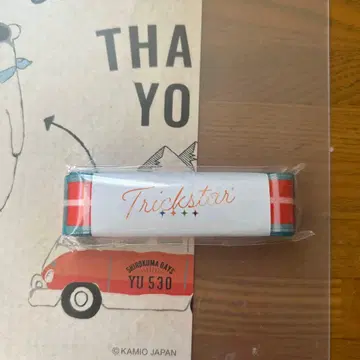 THA
YO
Trickstar
SHIROKUMA DAYS
YU 530
© KAMIO JAPAN